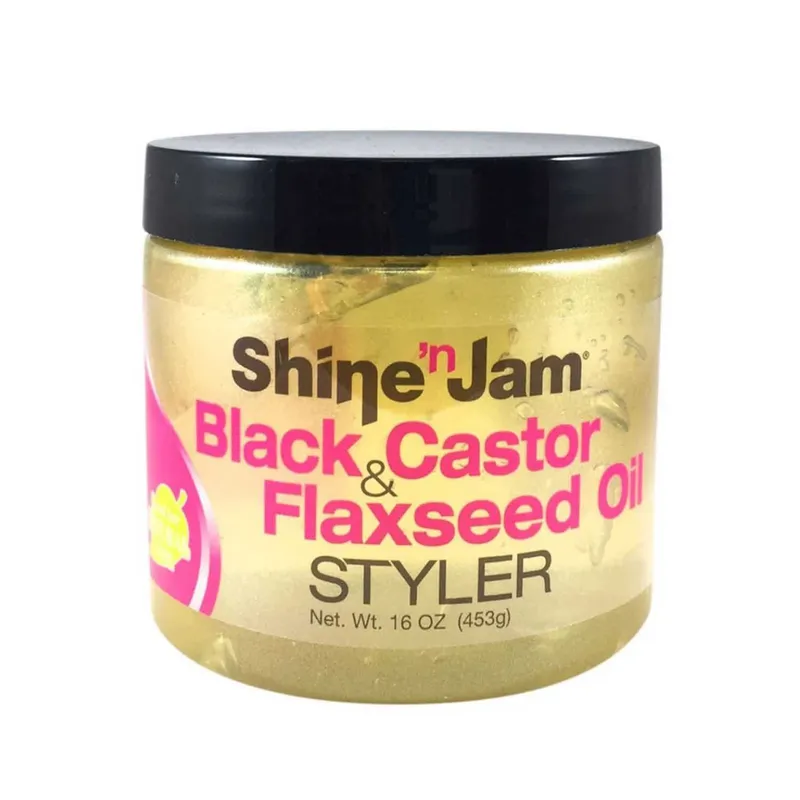 Shine 'n Jam®
Black Castor
& Flaxseed Oil
STYLER
Net. Wt. 16 OZ (453g)